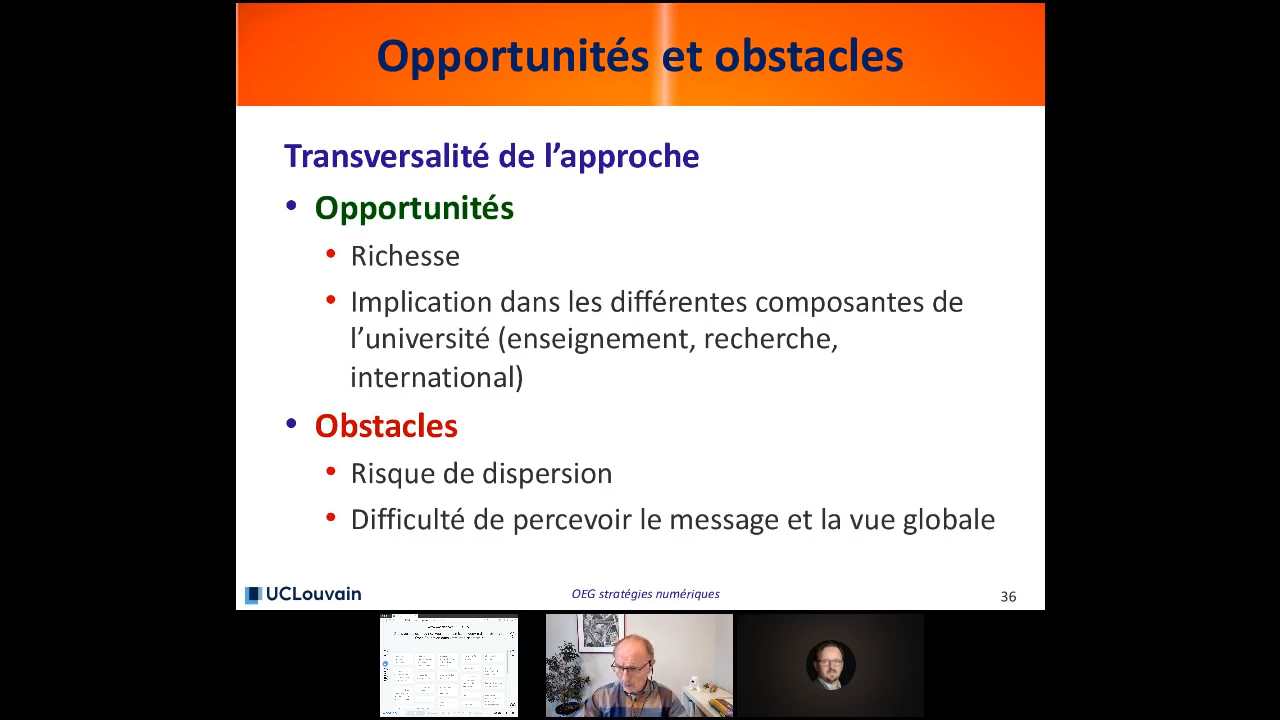 Opportunités et obstacles
Transversalité de l’approche
• Opportunités
• Richesse
• Implication dans les différentes composantes de
l’université (enseignement, recherche,
international)
• Obstacles
• Risque de dispersion
• Difficulté de percevoir le message et la vue globale
UCLouvain
OEG stratégies numériques
36